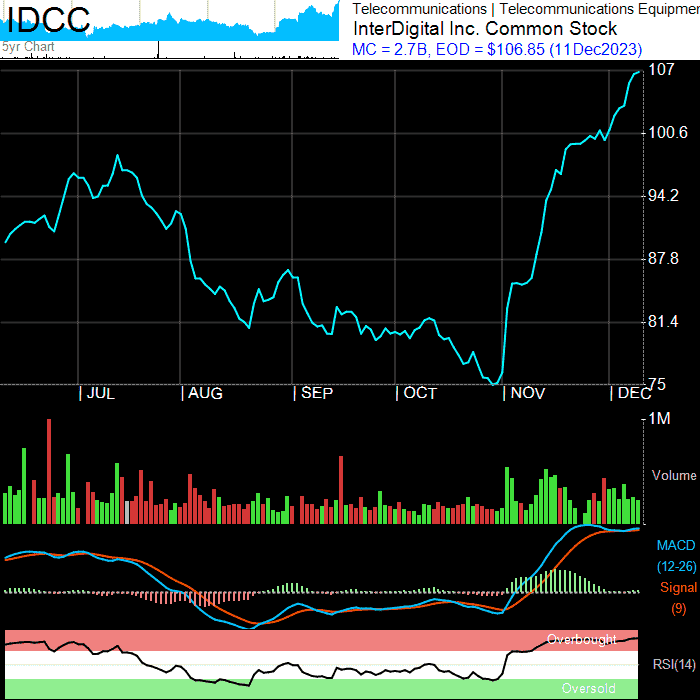 IDCC
5yr Chart
Telecommunications | Telecommunications Equipmer
InterDigital Inc. Common Stock
MC = 2.7B, EOD = $106.85 (11Dec2023)
107
100.6
94.2
87.8
81.4
75
| JUL | AUG | SEP | OCT | NOV | DEC
1M
Volume
MACD
(12-26)
Signal
(9)
Overbought
RSI(14)
Oversold